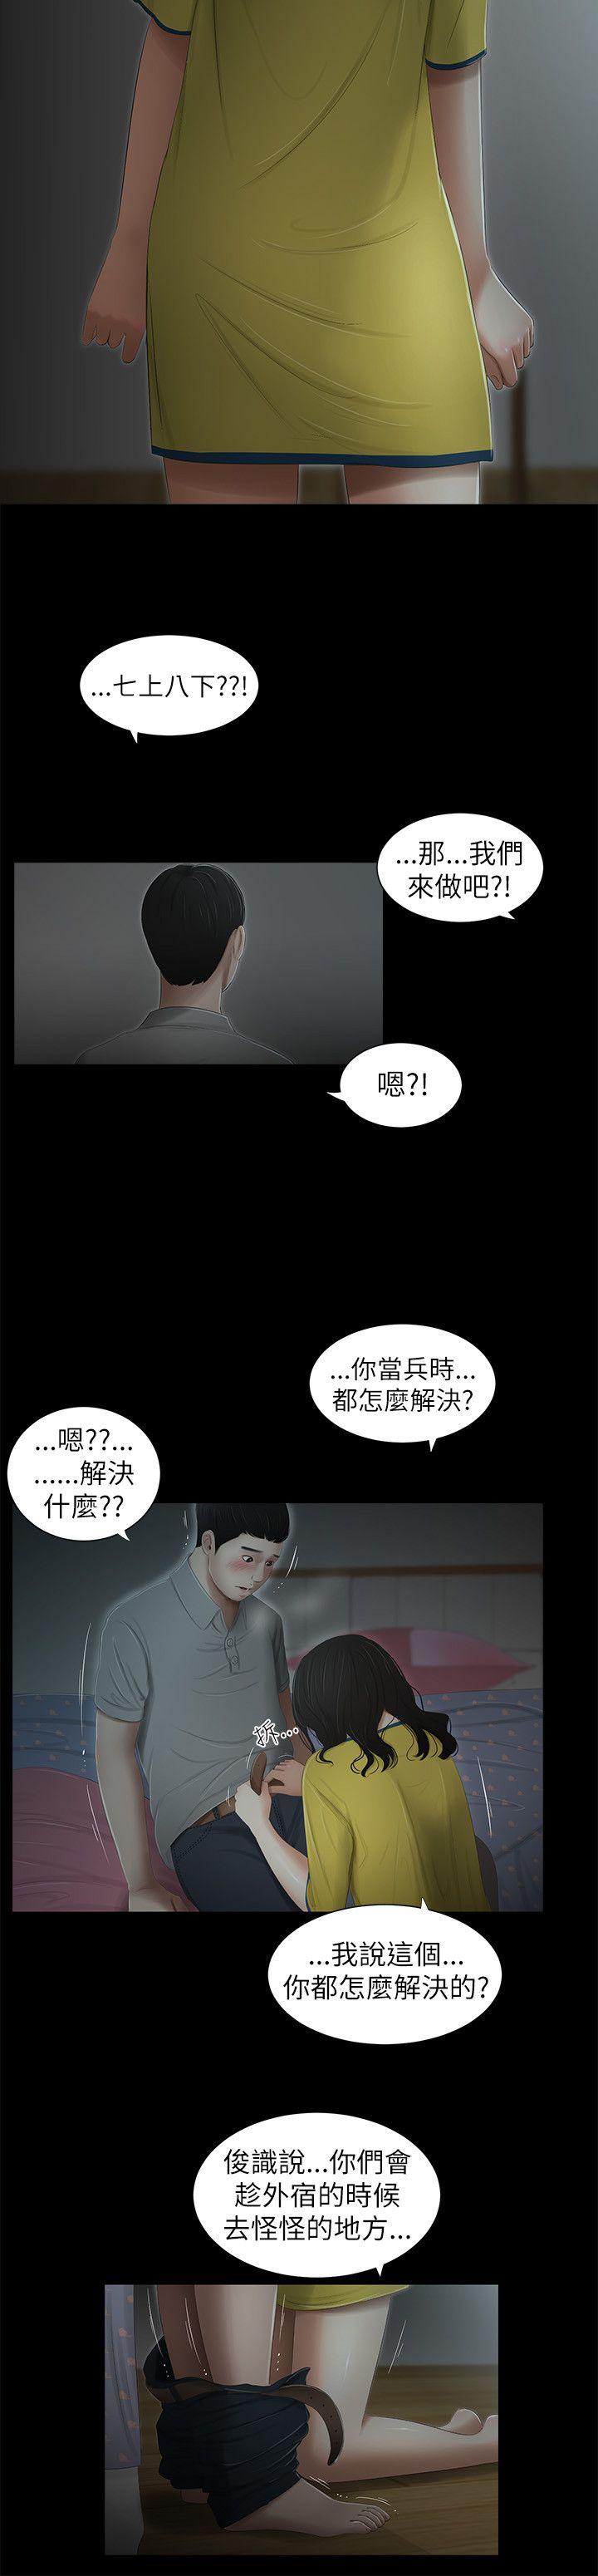 ...七上八下??!
...那...我們
來做吧?!
嗯?!
...你當兵時...
都怎麼解決?
...嗯??...
......解決
什麼??
拆...
...我說這個...
你都怎麼解決的?
俊識說...你們會
趁外宿的時候
去怪怪的地方...